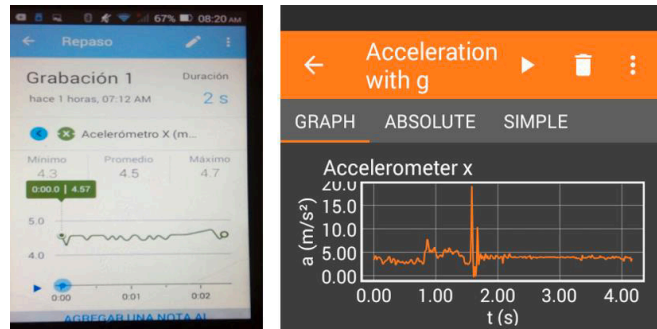 67% 08:20 AM
Repaso
Grabación 1
Duración
hace 1 horas, 07:12 AM
2 s
Acelerómetro X (m...
Mínimo Promedio Máximo
4.3 4.5 4.7
0:00.0 | 4.57
5.0
4.0
0:00 0:01 0:02
AGREGAR UNA NOTA AL
Acceleration
with g
GRAPH ABSOLUTE SIMPLE
Accelerometer x
20.0
15.0
10.0
5.00
0.00
a (m/s²)
0.00 1.00 2.00 3.00 4.00
t (s)